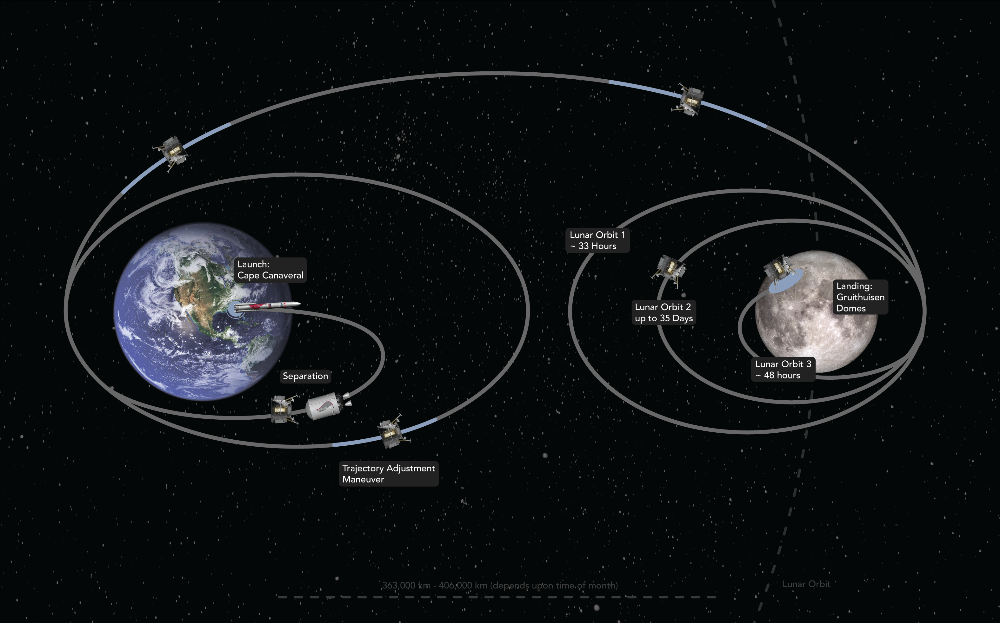 Launch:
Cape Canaveral
Separation
Trajectory Adjustment
Maneuver
Lunar Orbit 1
~ 33 Hours
Lunar Orbit 2
up to 35 Days
Landing:
Gruithuisen
Domes
Lunar Orbit 3
~ 48 hours
363,000 km - 406,000 km (depends upon time of month)
Lunar Orbit